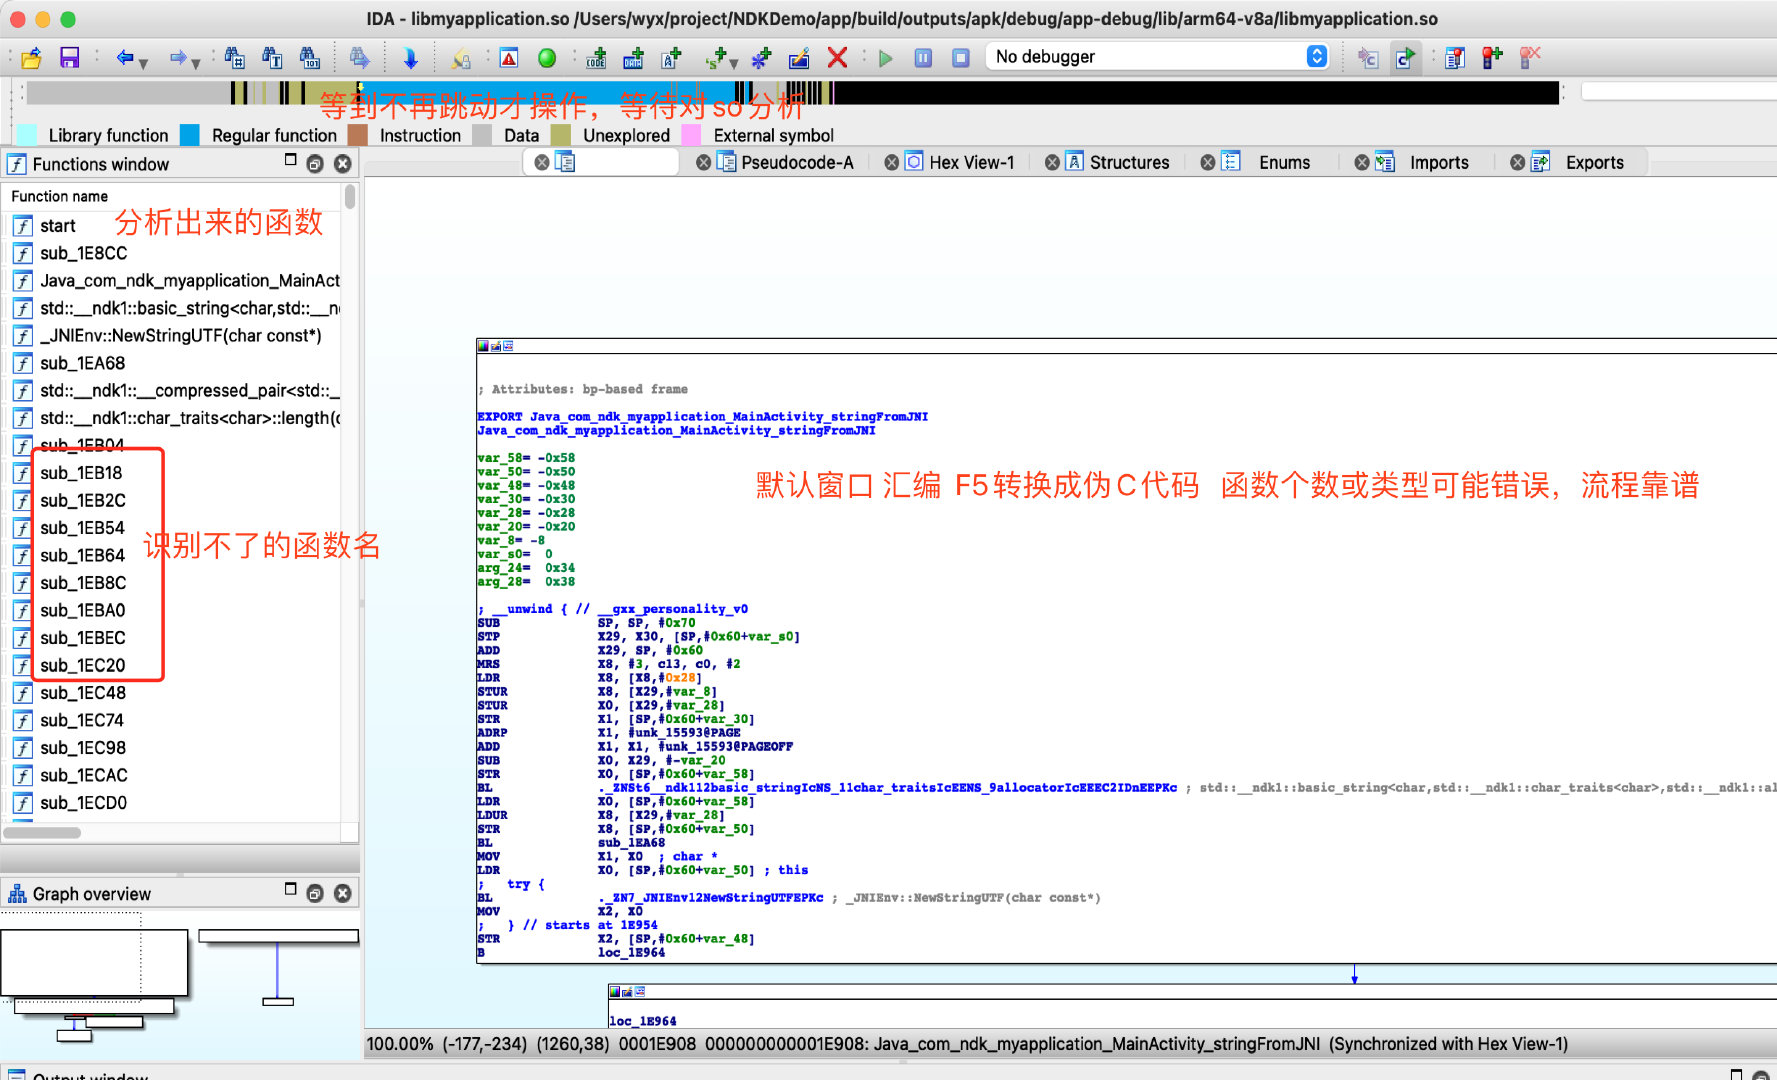 IDA - libmyapplication.so /Users/wyx/project/NDKDemo/app/build/outputs/apk/debug/app-debug/lib/arm64-v8a/libmyapplication.so
No debugger
等到不再跳动才操作，等待对so分析
Library function Regular function Instruction Data Unexplored External symbol
Functions window
Pseudocode-A Hex View-1 Structures Enums Imports Exports
Function name
分析出来的函数
start
sub_1E8CC
Java_com_ndk_myapplication_MainAct
std::__ndk1::basic_string<char,std::__n
_JNIEnv::NewStringUTF(char const*)
sub_1EA68
std::__ndk1::__compressed_pair<std::_
std::__ndk1::char_traits<char>::length(c
sub_1EB04
sub_1EB18
sub_1EB2C
sub_1EB54
sub_1EB64
识别不了的函数名
sub_1EB8C
sub_1EBA0
sub_1EBEC
sub_1EC20
sub_1EC48
sub_1EC74
sub_1EC98
sub_1ECAC
sub_1ECD0
; Attributes: bp-based frame
EXPORT Java_com_ndk_myapplication_MainActivity_stringFromJNI
Java_com_ndk_myapplication_MainActivity_stringFromJNI
var_58= -0x58
var_50= -0x50
var_48= -0x48
var_30= -0x30
var_28= -0x28
var_20= -0x20
var_8= -8
var_s0= 0
arg_24= 0x34
arg_28= 0x38
默认窗口 汇编 F5转换成伪C代码 函数个数或类型可能错误，流程靠谱
; __unwind { // __gxx_personality_v0
SUB SP, SP, #0x70
STP X29, X30, [SP,#0x60+var_s0]
ADD X29, SP, #0x60
MRS X8, #3, c13, c0, #2
LDR X8, [X8,#0x28]
STUR X8, [X29,#var_8]
STUR X0, [X29,#var_28]
STR X1, [SP,#0x60+var_30]
ADRP X1, #unk_15593@PAGE
ADD X1, X1, #unk_15593@PAGEOFF
SUB X0, X29, #-var_20
STR X0, [SP,#0x60+var_58]
BL ._ZNSt6__ndk112basic_stringIcNS_11char_traitsIcEENS_9allocatorIcEEEC2IDnEEPKc ; std::__ndk1::basic_string<char,std::__ndk1::char_traits<char>,std::__ndk1::al
LDR X0, [SP,#0x60+var_58]
LDUR X8, [X29,#var_28]
STR X8, [SP,#0x60+var_50]
BL sub_1EA68
MOV X1, X0 ; char *
LDR X0, [SP,#0x60+var_50] ; this
; try {
BL ._ZN7_JNIEnv12NewStringUTFEPKc ; _JNIEnv::NewStringUTF(char const*)
MOV X2, X0
; } // starts at 1E954
STR X2, [SP,#0x60+var_48]
B loc_1E964
loc_1E964
Graph overview
100.00% (-177,-234) (1260,38) 0001E908 000000000001E908: Java_com_ndk_myapplication_MainActivity_stringFromJNI (Synchronized with Hex View-1)
Output window